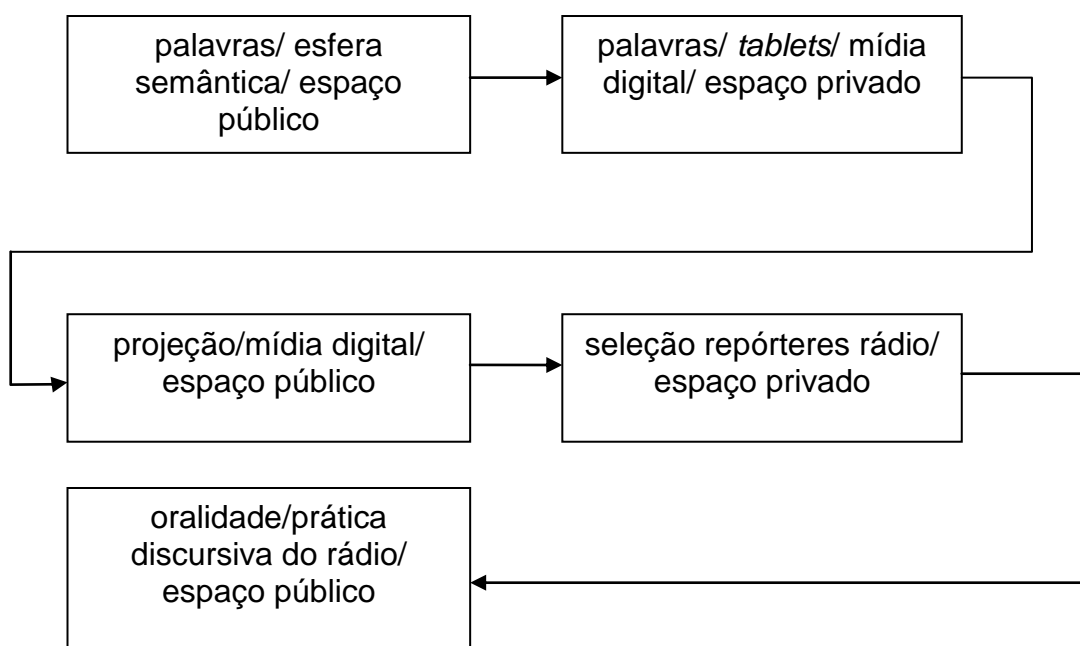 palavras/ esfera
semântica/ espaço
público
palavras/ tablets/ mídia
digital/ espaço privado
projeção/mídia digital/
espaço público
seleção repórteres rádio/
espaço privado
oralidade/prática
discursiva do rádio/
espaço público